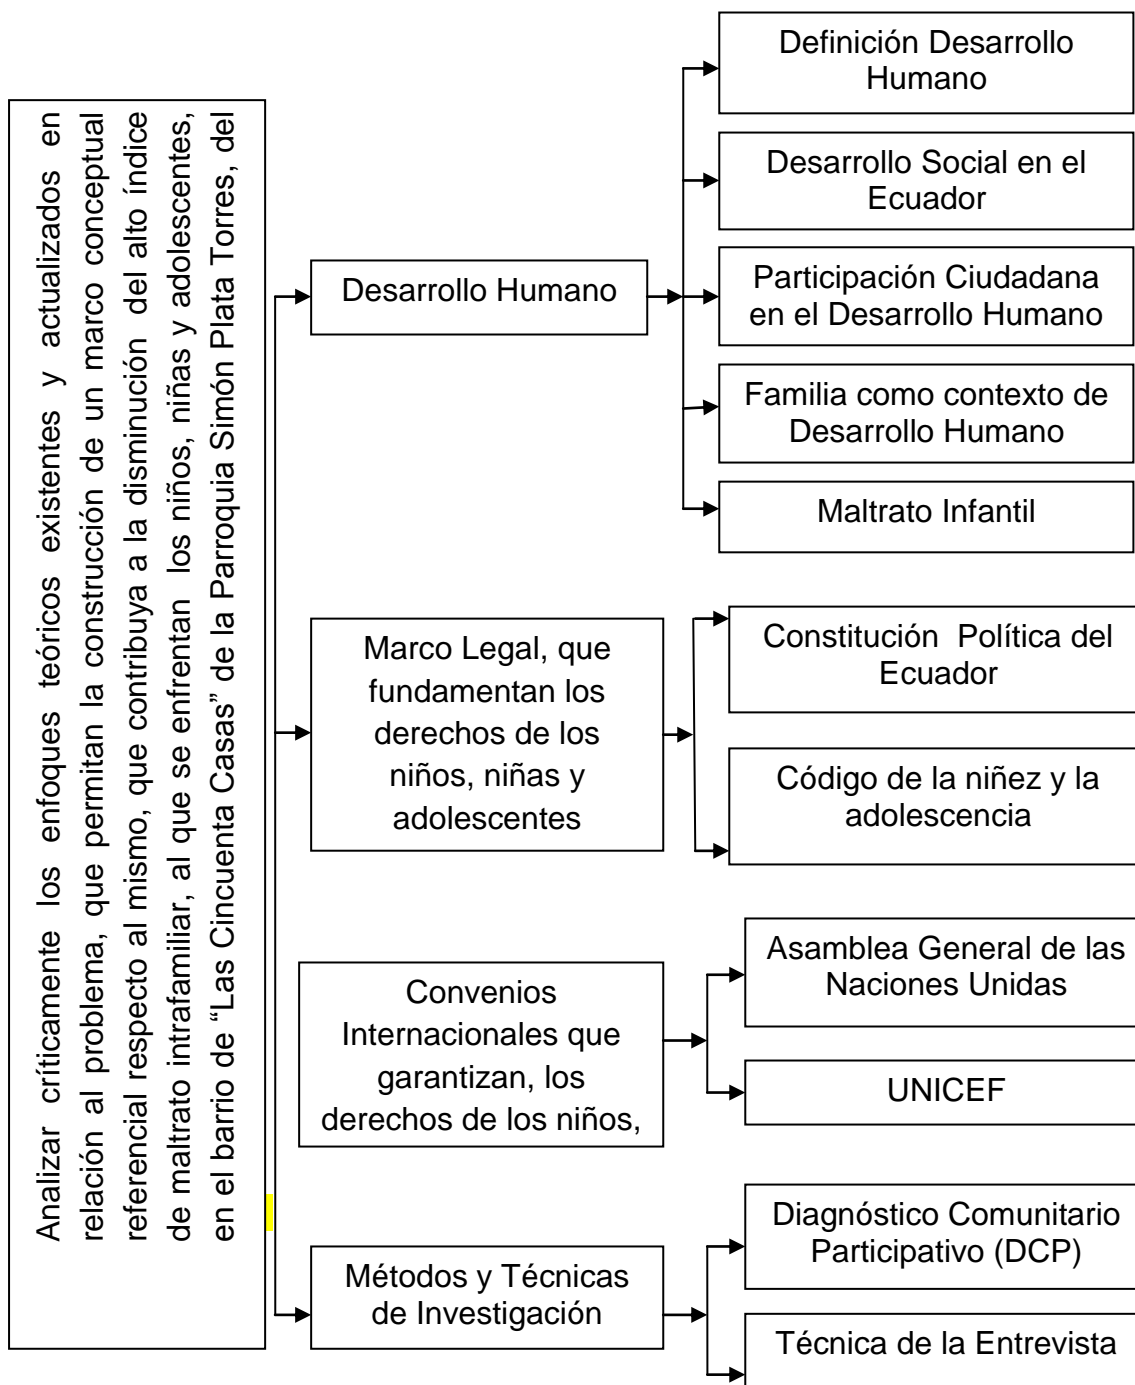 Analizar críticamente los enfoques teóricos existentes y actualizados en
relación al problema, que permitan la construcción de un marco conceptual
referencial respecto al mismo, que contribuya a la disminución del alto índice
de maltrato intrafamiliar, al que se enfrentan los niños, niñas y adolescentes,
en el barrio de “Las Cincuenta Casas” de la Parroquia Simón Plata Torres, del
Desarrollo Humano
Definición Desarrollo
Humano
Desarrollo Social en el
Ecuador
Participación Ciudadana
en el Desarrollo Humano
Familia como contexto de
Desarrollo Humano
Maltrato Infantil
Marco Legal, que
fundamentan los
derechos de los
niños, niñas y
adolescentes
Constitución Política del
Ecuador
Código de la niñez y la
adolescencia
Convenios
Internacionales que
garantizan, los
derechos de los niños,
Asamblea General de las
Naciones Unidas
UNICEF
Métodos y Técnicas
de Investigación
Diagnóstico Comunitario
Participativo (DCP)
Técnica de la Entrevista